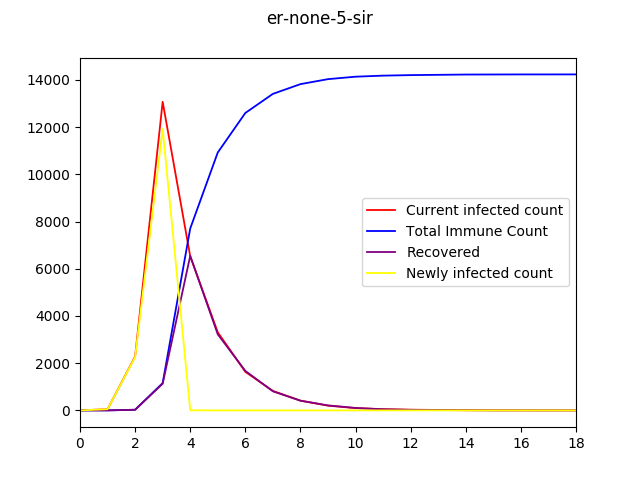 er-none-5-sir
14000
12000
10000
8000
6000
4000
2000
0
Current infected count
Total Immune Count
Recovered
Newly infected count
0 2 4 6 8 10 12 14 16 18